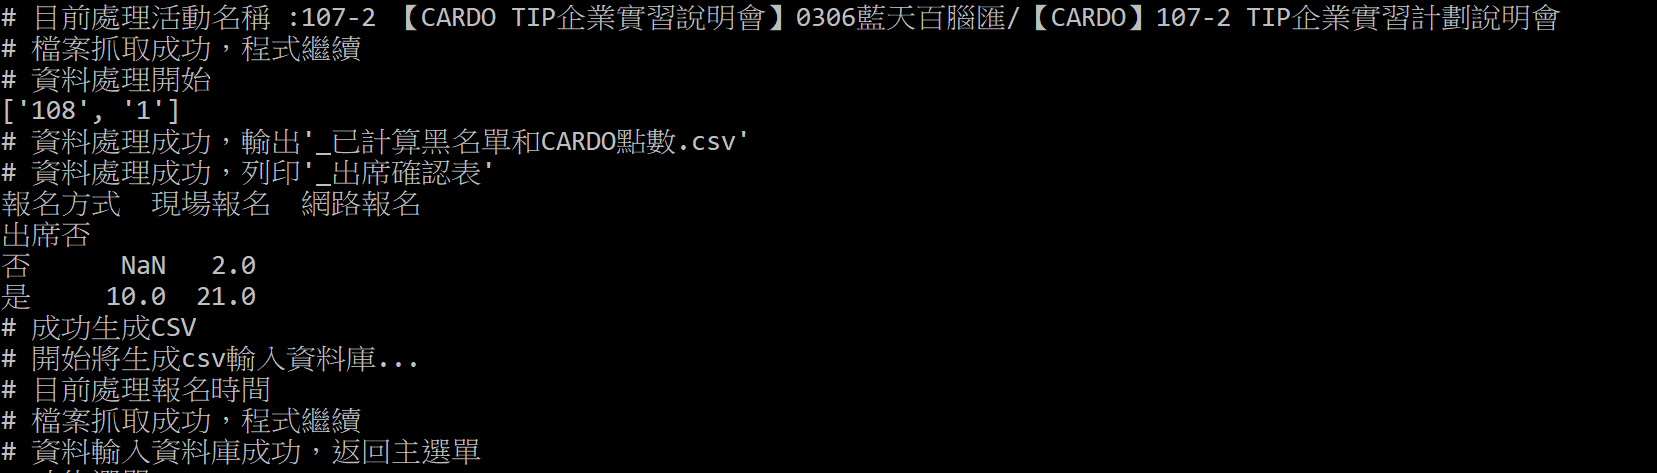 # 目前處理活動名稱 :107-2 【CARDO TIP企業實習說明會】0306藍天百腦匯/【CARDO】107-2 TIP企業實習計劃說明會
# 檔案抓取成功，程式繼續
# 資料處理開始
['108', '1']
# 資料處理成功，輸出'_已計算黑名單和CARDO點數.csv'
# 資料處理成功，列印'_出席確認表'
報名方式  現場報名  網路報名
出席否
否      NaN   2.0
是     10.0  21.0
# 成功生成CSV
# 開始將生成csv輸入資料庫...
# 目前處理報名時間
# 檔案抓取成功，程式繼續
# 資料輸入資料庫成功，返回主選單